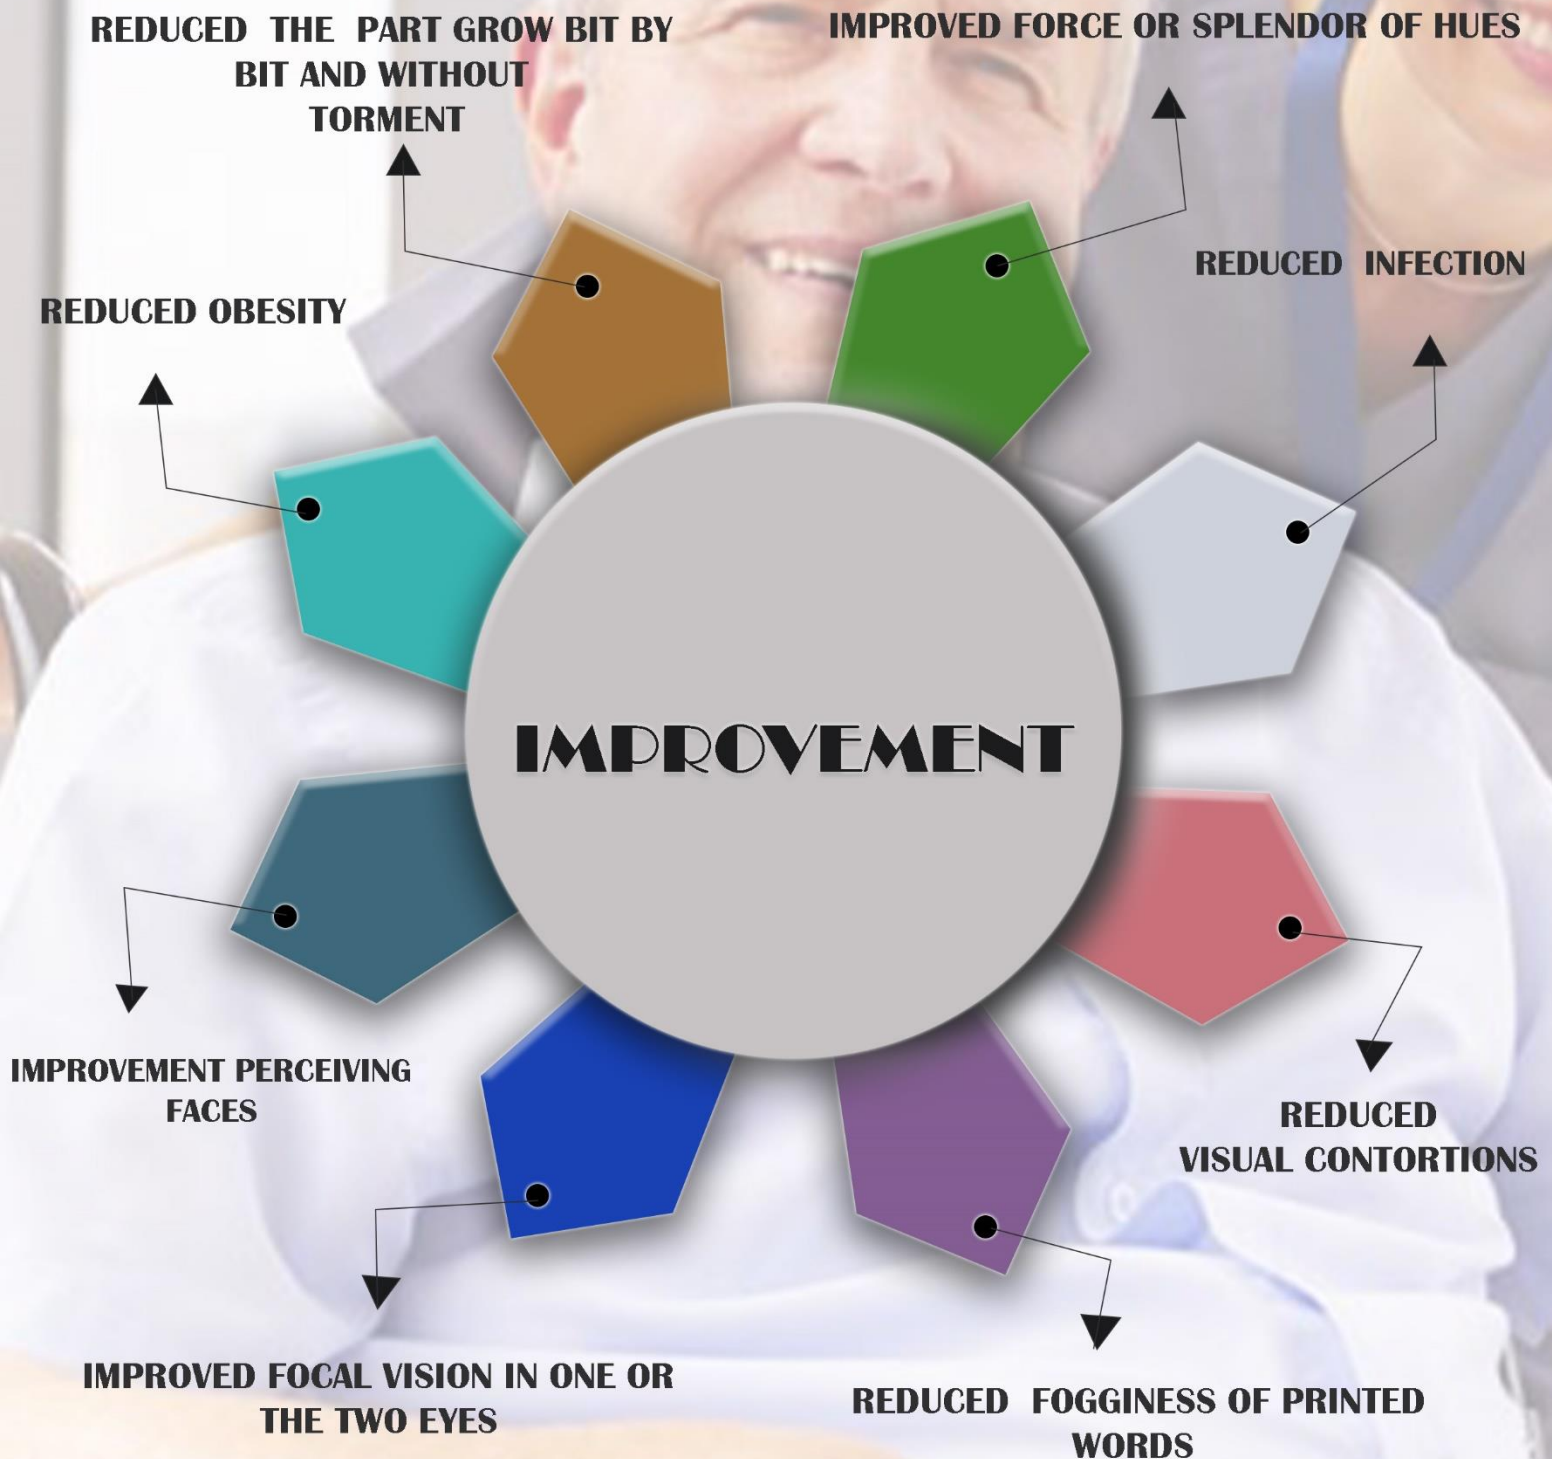 REDUCED THE PART GROW BIT BY
BIT AND WITHOUT
TORMENT
IMPROVED FORCE OR SPLENDOR OF HUES
REDUCED INFECTION
REDUCED OBESITY
IMPROVEMENT
IMPROVEMENT PERCEIVING
FACES
REDUCED
VISUAL CONTORTIONS
IMPROVED FOCAL VISION IN ONE OR
THE TWO EYES
REDUCED FOGGINESS OF PRINTED
WORDS